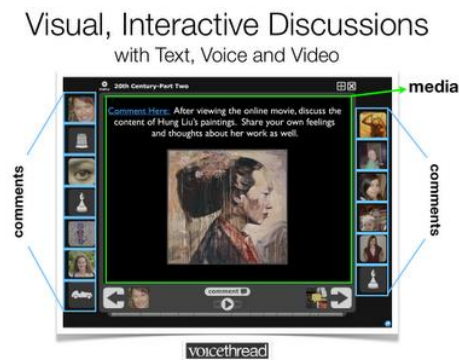 Visual, Interactive Discussions
with Text, Voice and Video
20th Century-Part Two
media
Comment Here: After viewing the online movie, discuss the
content of Hung Liu's paintings. Share your own feelings
and thoughts about her work as well.
comments
comments
comment
voicethread